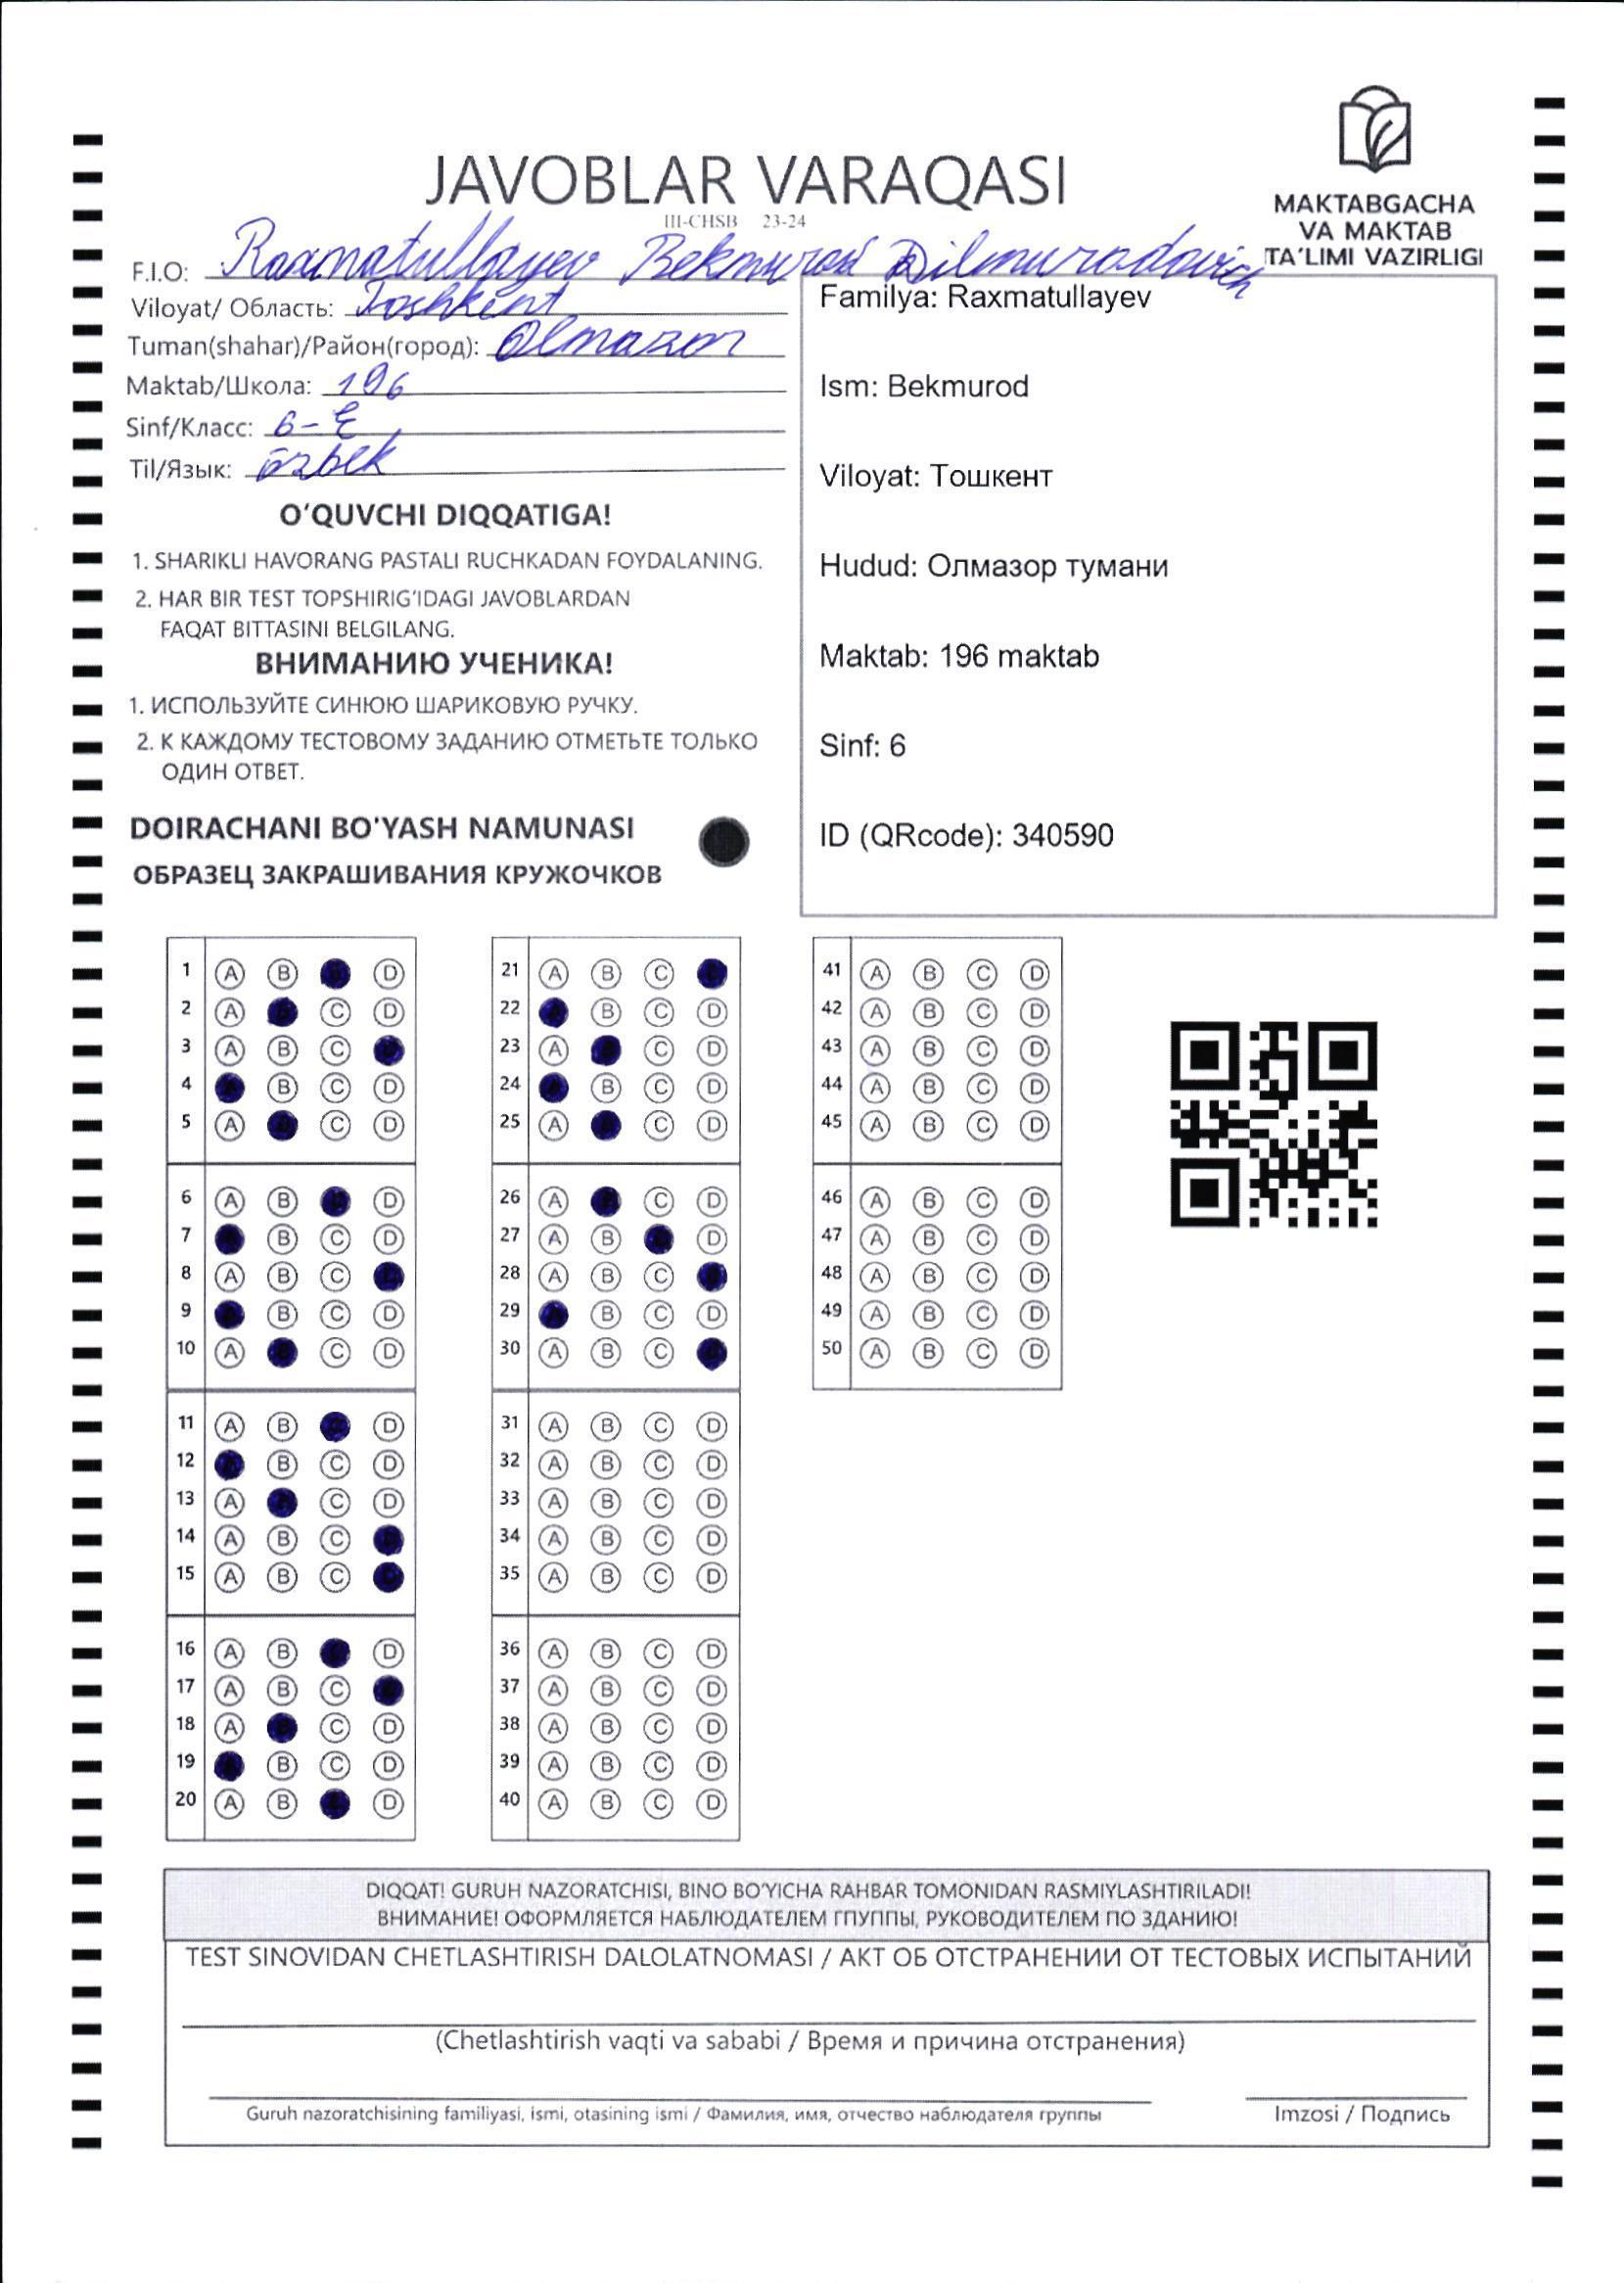 JAVOBLAR VARAQASI
III-CHSB 23-24
MAKTABGACHA
VA MAKTAB
TA'LIMI VAZIRLIGI
F.I.O: Raxmatullayev Bekmurod Dilmurodovich
Viloyat/ Область: Toshkent
Tuman(shahar)/Район(город): Olmazor
Maktab/Школа: 196
Sinf/Класс: 6-E
Til/Язык: özbek
Familya: Raxmatullayev
Ism: Bekmurod
Viloyat: Тошкент
Hudud: Олмазор тумани
Maktab: 196 maktab
Sinf: 6
ID (QRcode): 340590
O'QUVCHI DIQQATIGA!
1. SHARIKLI HAVORANG PASTALI RUCHKADAN FOYDALANING.
2. HAR BIR TEST TOPSHIRIG'IDAGI JAVOBLARDAN
FAQAT BITTASINI BELGILANG.
ВНИМАНИЮ УЧЕНИКА!
1. ИСПОЛЬЗУЙТЕ СИНЮЮ ШАРИКОВУЮ РУЧКУ.
2. К КАЖДОМУ ТЕСТОВОМУ ЗАДАНИЮ ОТМЕТЬТЕ ТОЛЬКО
ОДИН ОТВЕТ.
DOIRACHANI BO'YASH NAMUNASI
ОБРАЗЕЦ ЗАКРАШИВАНИЯ КРУЖОЧКОВ
1 A B D
2 A C D
3 A B C
4 B C D
5 A C D
6 A B D
7 B C D
8 A B C
9 B C D
10 A C D
11 A B D
12 B C D
13 A C D
14 A B C
15 A B C
16 A B D
17 A B C
18 A C D
19 B C D
20 A B D
21 A B C
22 B C D
23 A C D
24 B C D
25 A C D
26 A C D
27 A B D
28 A B C
29 B C D
30 A B C
31 A B C D
32 A B C D
33 A B C D
34 A B C D
35 A B C D
36 A B C D
37 A B C D
38 A B C D
39 A B C D
40 A B C D
41 A B C D
42 A B C D
43 A B C D
44 A B C D
45 A B C D
46 A B C D
47 A B C D
48 A B C D
49 A B C D
50 A B C D
DIQQAT! GURUH NAZORATCHISI, BINO BO'YICHA RAHBAR TOMONIDAN RASMIYLASHTIRILADI!
ВНИМАНИЕ! ОФОРМЛЯЕТСЯ НАБЛЮДАТЕЛЕМ ГПУППЫ, РУКОВОДИТЕЛЕМ ПО ЗДАНИЮ!
TEST SINOVIDAN CHETLASHTIRISH DALOLATNOMASI / АКТ ОБ ОТСТРАНЕНИИ ОТ ТЕСТОВЫХ ИСПЫТАНИЙ
(Chetlashtirish vaqti va sababi / Время и причина отстранения)
Guruh nazoratchisining familiyasi, ismi, otasining ismi / Фамилия, имя, отчество наблюдателя группы
Imzosi / Подпись